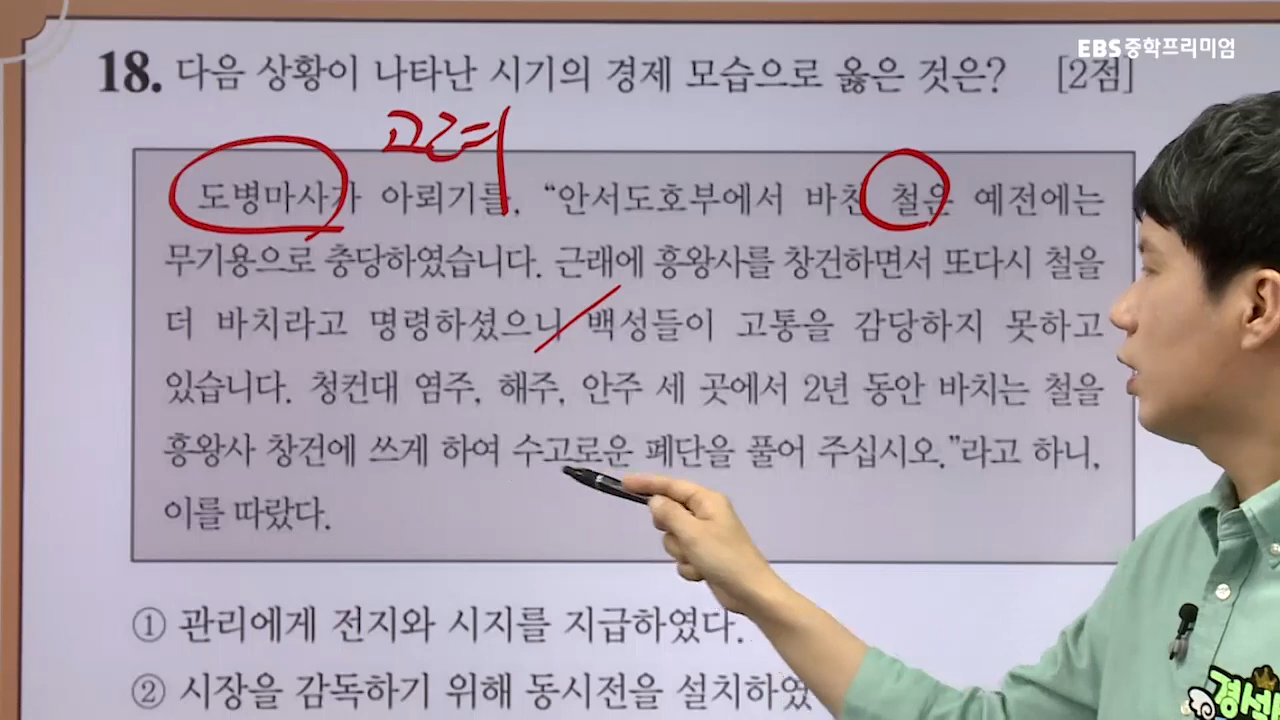 EBS 중학프리미엄
18. 다음 상황이 나타난 시기의 경제 모습으로 옳은 것은? [2점]
고려
도병마사가 아뢰기를, “안서도호부에서 바친 철은 예전에는
무기용으로 충당하였습니다. 근래에 흥왕사를 창건하면서 또다시 철을
더 바치라고 명령하셨으니 백성들이 고통을 감당하지 못하고
있습니다. 청컨대 염주, 해주, 안주 세 곳에서 2년 동안 바치는 철을
흥왕사 창건에 쓰게 하여 수고로운 폐단을 풀어 주십시오.”라고 하니,
이를 따랐다.
① 관리에게 전지와 시지를 지급하였다.
② 시장을 감독하기 위해 동시전을 설치하였